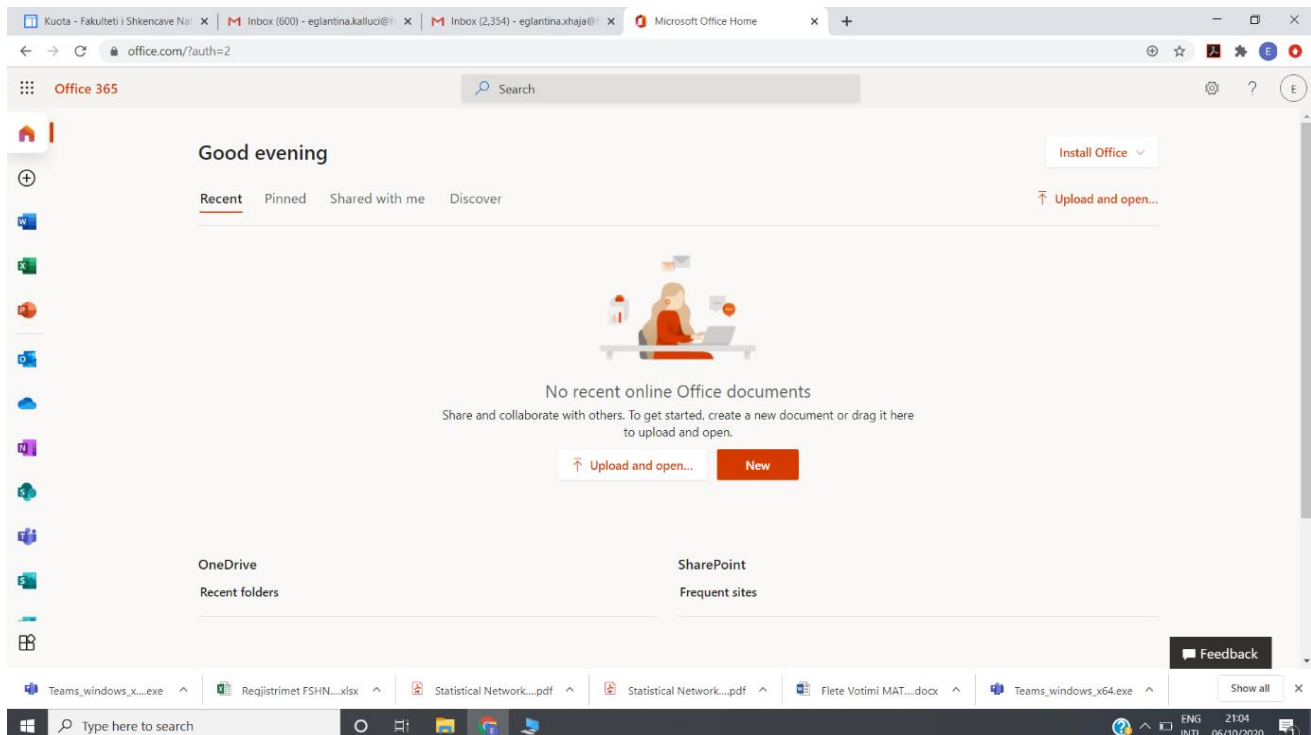 Kuota - Fakulteti i Shkencave Nat
Inbox (600) - eglantina.kalluci@f
Inbox (2,354) - eglantina.xhaja@f
Microsoft Office Home
office.com/?auth=2
E
Office 365
Search
?
E
Good evening
Install Office
Recent Pinned Shared with me Discover
Upload and open...
No recent online Office documents
Share and collaborate with others. To get started, create a new document or drag it here
to upload and open.
Upload and open... New
OneDrive SharePoint
Recent folders Frequent sites
Feedback
Teams_windows_x....exe Regjistrimet FSHN....xlsx Statistical Network....pdf Statistical Network....pdf Flete Votimi MAT....docx Teams_windows_x64.exe Show all
Type here to search
ENG 21:04
INTL 06/10/2020